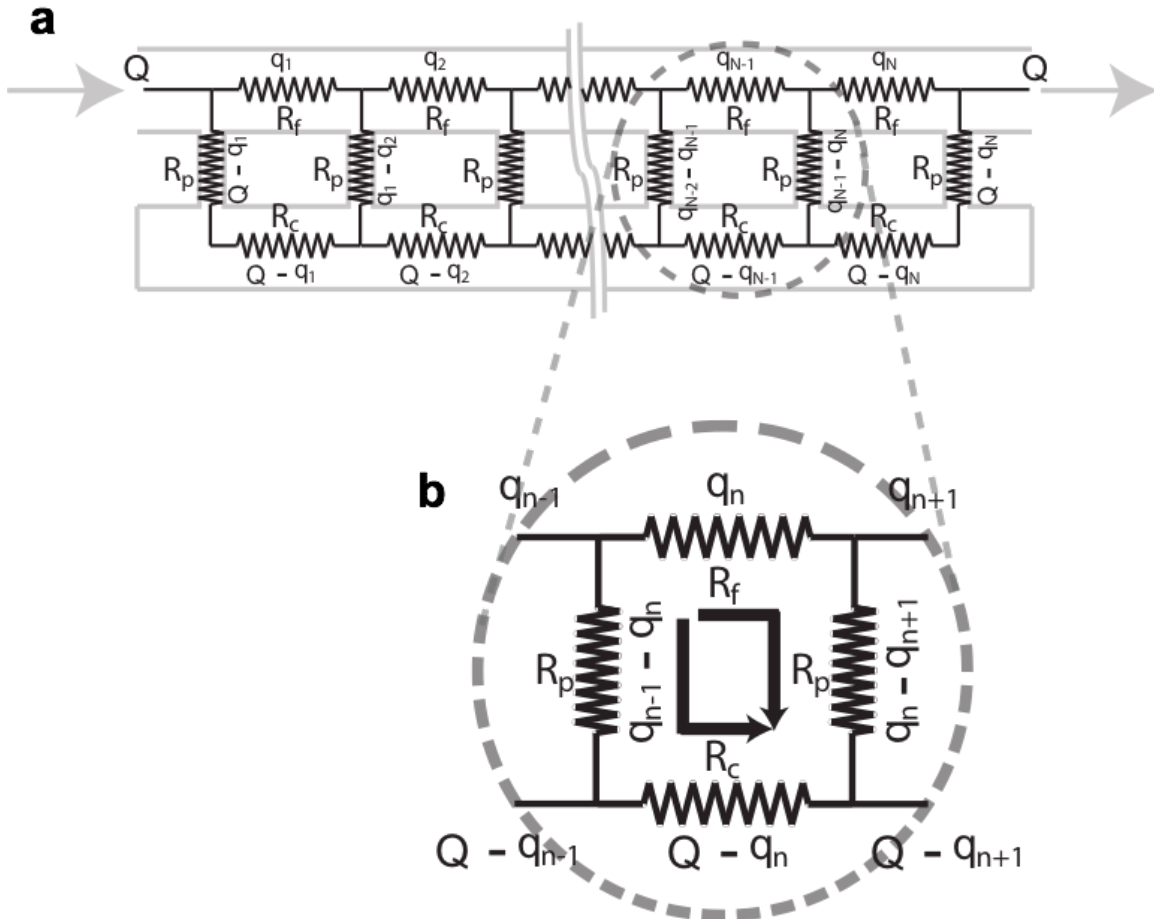 a
Q q1 q2 qN-1 qN Q
Rf Rf Rf Rf
Rp Q - q1 Rp q1 - q2 Rp Rp qN-2 - qN-1 Rp qN-1 - qN Rp Q - qN
Rc Rc Rc Rc
Q - q1 Q - q2 Q - qN-1 Q - qN
b
qn-1 qn qn+1
Rf
Rp qn-1 - qn Rp qn - qn+1
Rc
Q - qn-1 Q - qn Q - qn+1